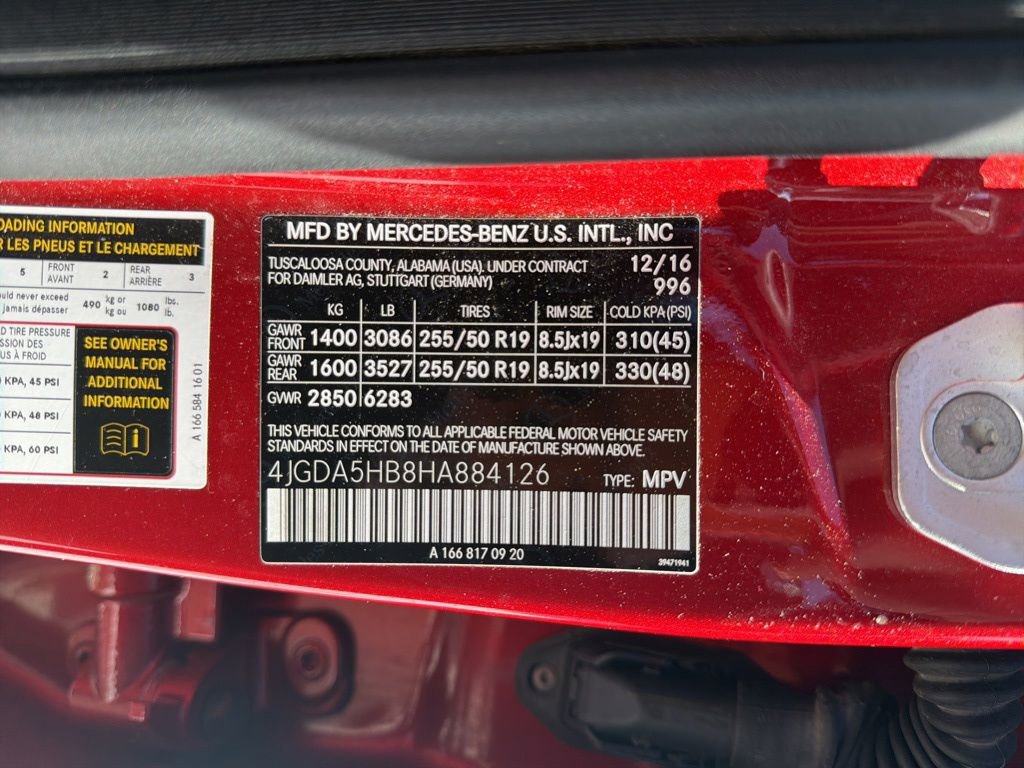 OADING INFORMATION
R LES PNEUS ET LE CHARGEMENT
5 FRONT AVANT 2 REAR ARRIÈRE 3
ould never exceed 490 kg or 1080 lbs.
jamais dépasser kg ou lb.
D TIRE PRESSURE
SSION DES
US À FROID
KPA, 45 PSI
KPA, 48 PSI
KPA, 60 PSI
SEE OWNER'S
MANUAL FOR
ADDITIONAL
INFORMATION
A 166 584 16 01
MFD BY MERCEDES-BENZ U.S. INTL., INC
TUSCALOOSA COUNTY, ALABAMA (USA). UNDER CONTRACT 12/16
FOR DAIMLER AG, STUTTGART (GERMANY) 996
KG LB TIRES RIM SIZE COLD KPA (PSI)
GAWR FRONT 1400 3086 255/50 R19 8.5Jx19 310(45)
GAWR REAR 1600 3527 255/50 R19 8.5Jx19 330(48)
GVWR 2850 6283
THIS VEHICLE CONFORMS TO ALL APPLICABLE FEDERAL MOTOR VEHICLE SAFETY
STANDARDS IN EFFECT ON THE DATE OF MANUFACTURE SHOWN ABOVE.
4JGDA5HB8HA884126 TYPE: MPV
A 166 817 09 20
39471941